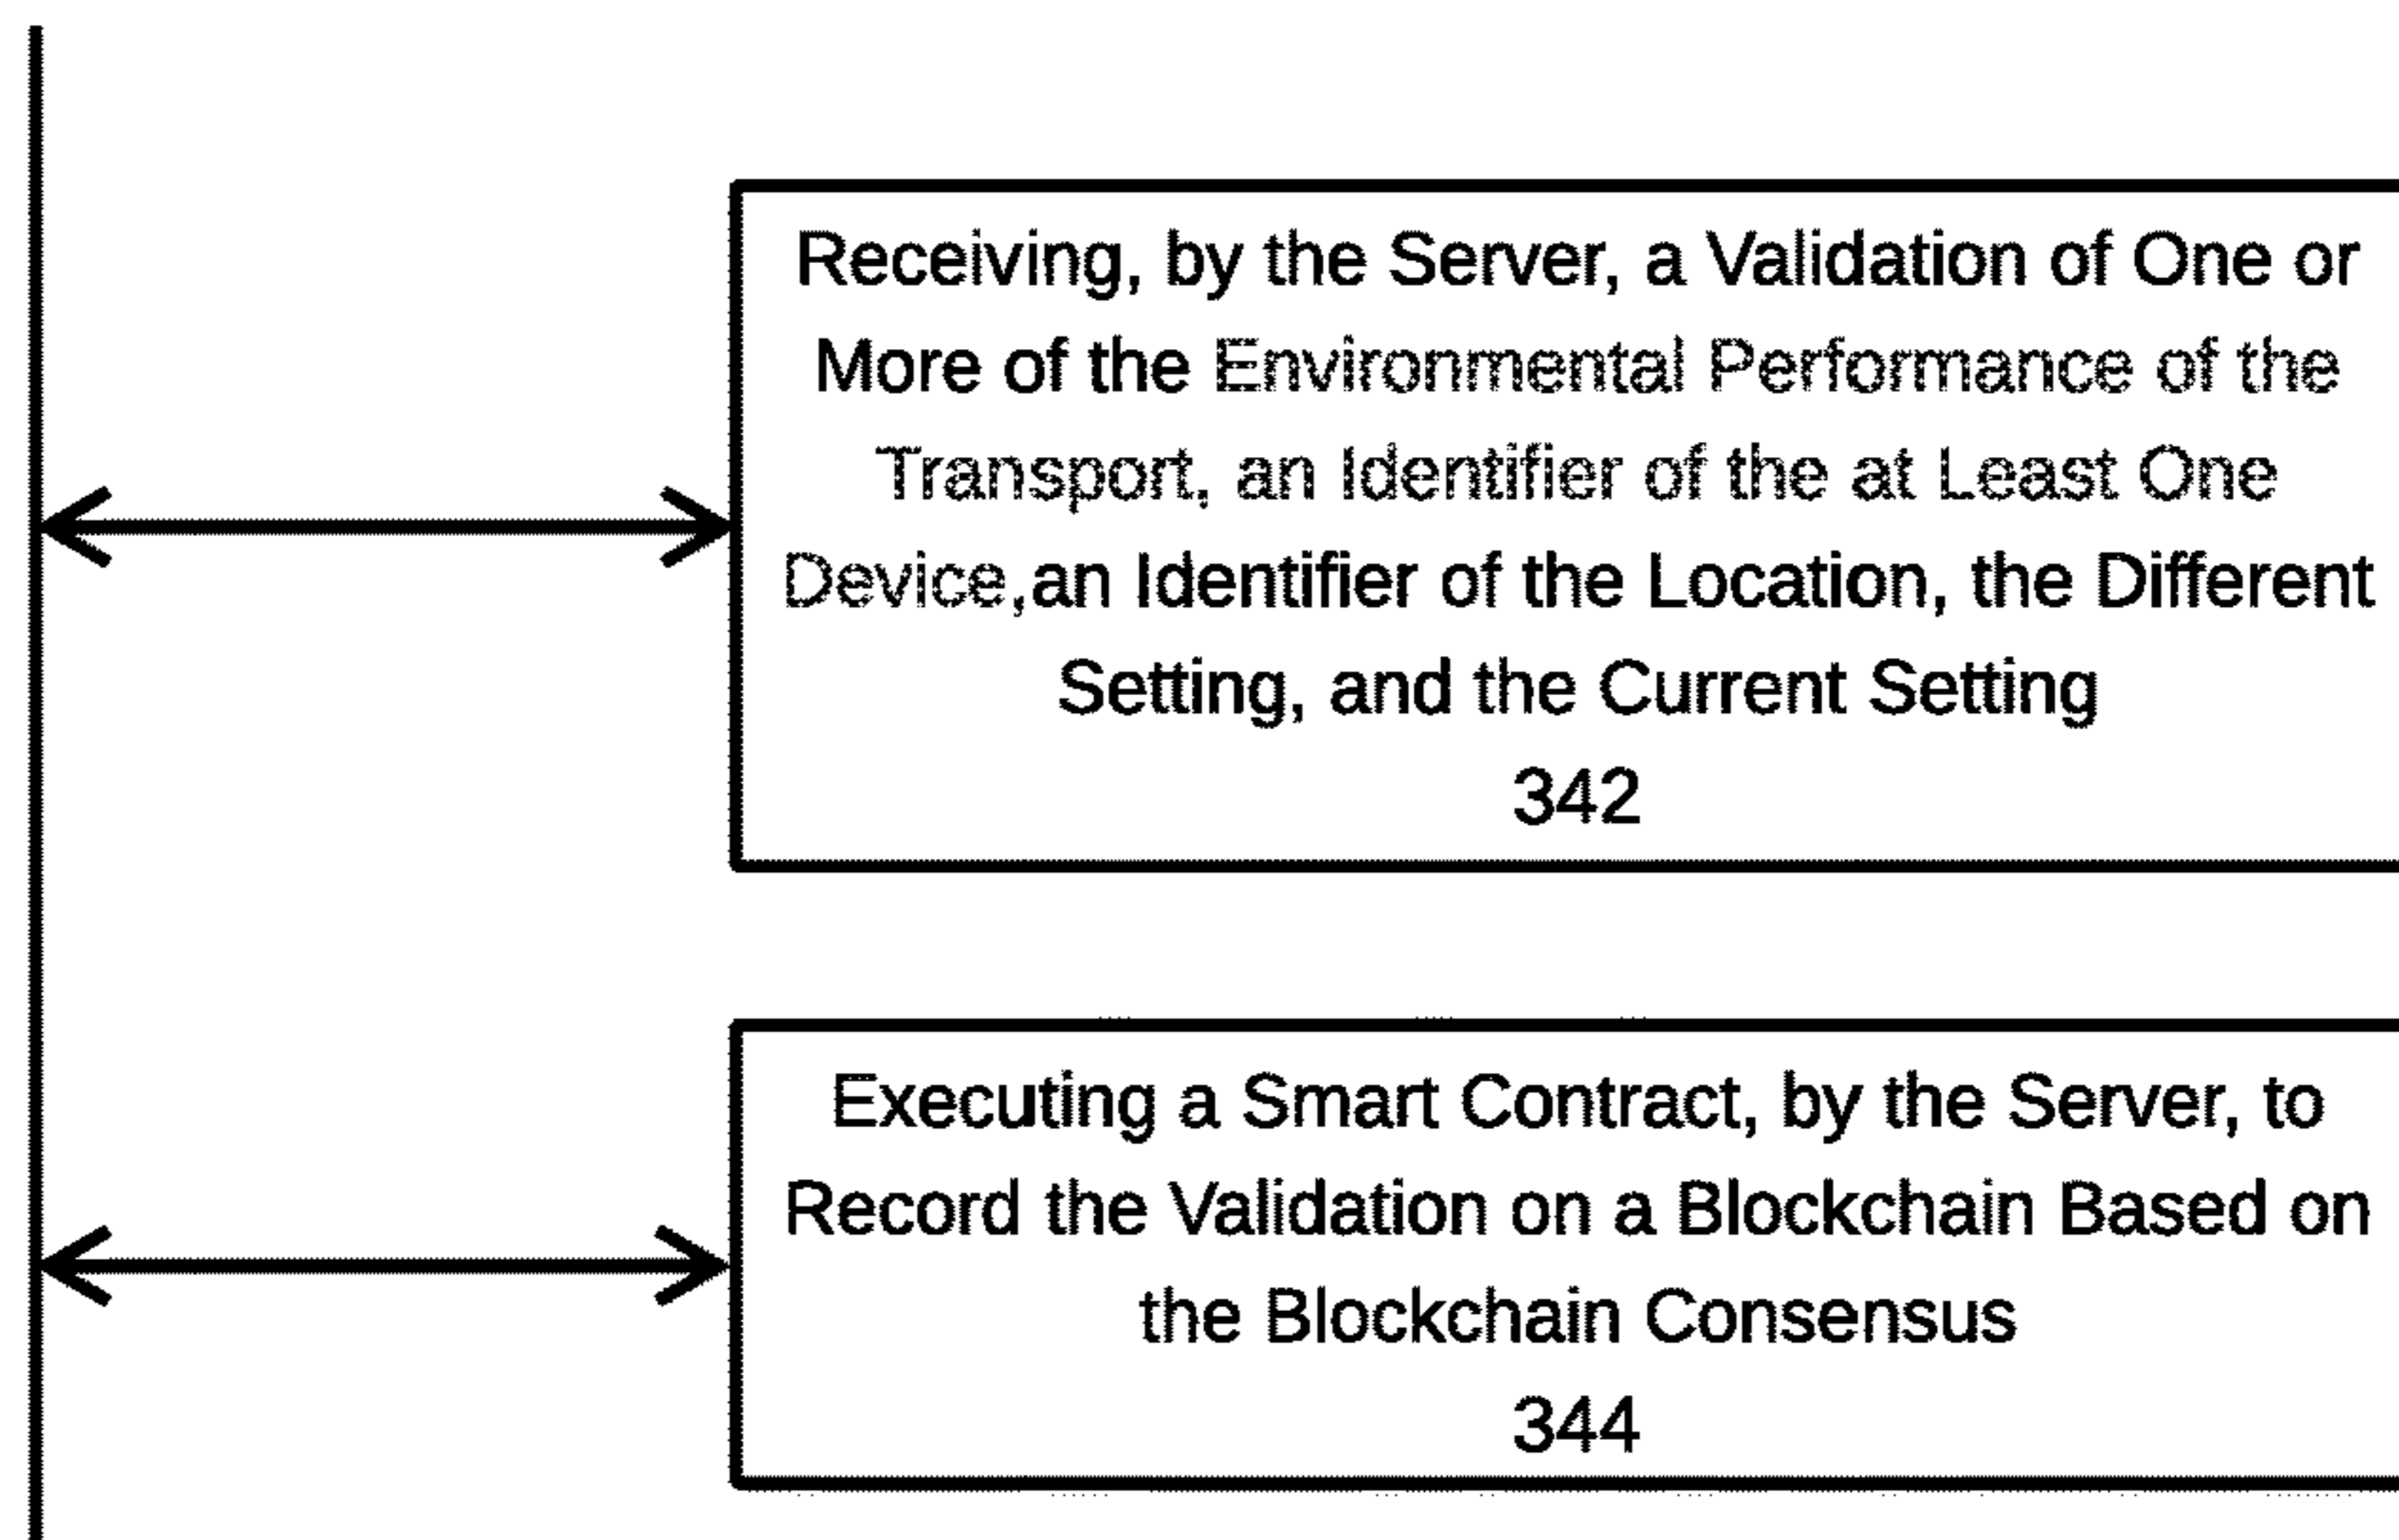 Receiving, by the Server, a Validation of One or
More of the Environmental Performance of the
Transport, an Identifier of the at Least One
Device,an Identifier of the Location, the Different
Setting, and the Current Setting
342
Executing a Smart Contract, by the Server, to
Record the Validation on a Blockchain Based on
the Blockchain Consensus
344